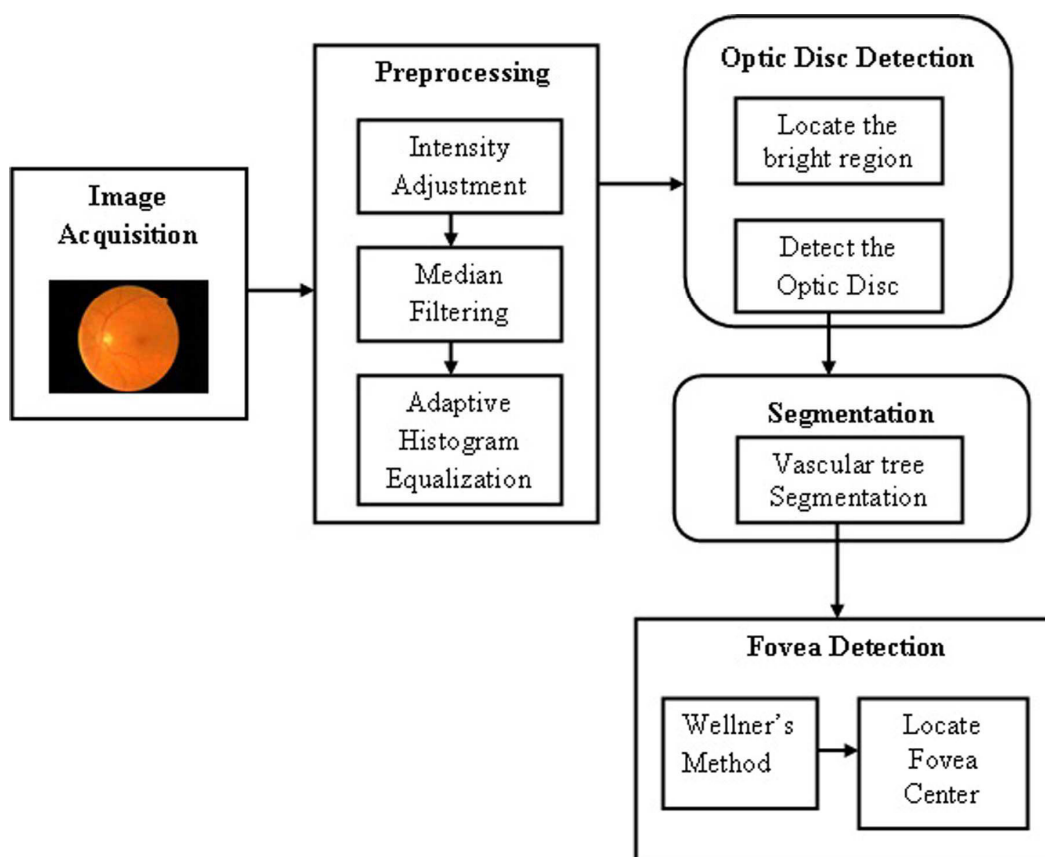 Image
Acquisition
Preprocessing
Intensity
Adjustment
Median
Filtering
Adaptive
Histogram
Equalization
Optic Disc Detection
Locate the
bright region
Detect the
Optic Disc
Segmentation
Vascular tree
Segmentation
Fovea Detection
Wellner’s
Method
Locate
Fovea
Center